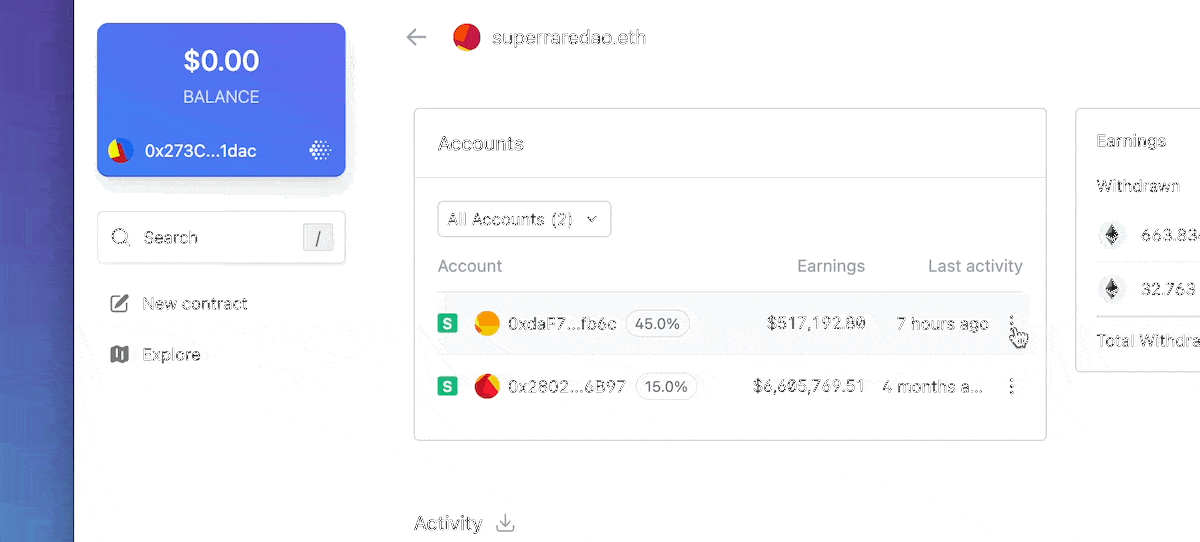 $0.00
BALANCE
0x273C...1dac
Search /
New contract
Explore
superraredao.eth
Accounts
All Accounts (2)
Account Earnings Last activity
S 0xdaF7...fb6c 45.0% $517,192.80 7 hours ago
S 0x2802...6B97 15.0% $6,605,769.51 4 months a...
Activity
Earnings
Withdrawn
663.834
32.763
Total Withdra